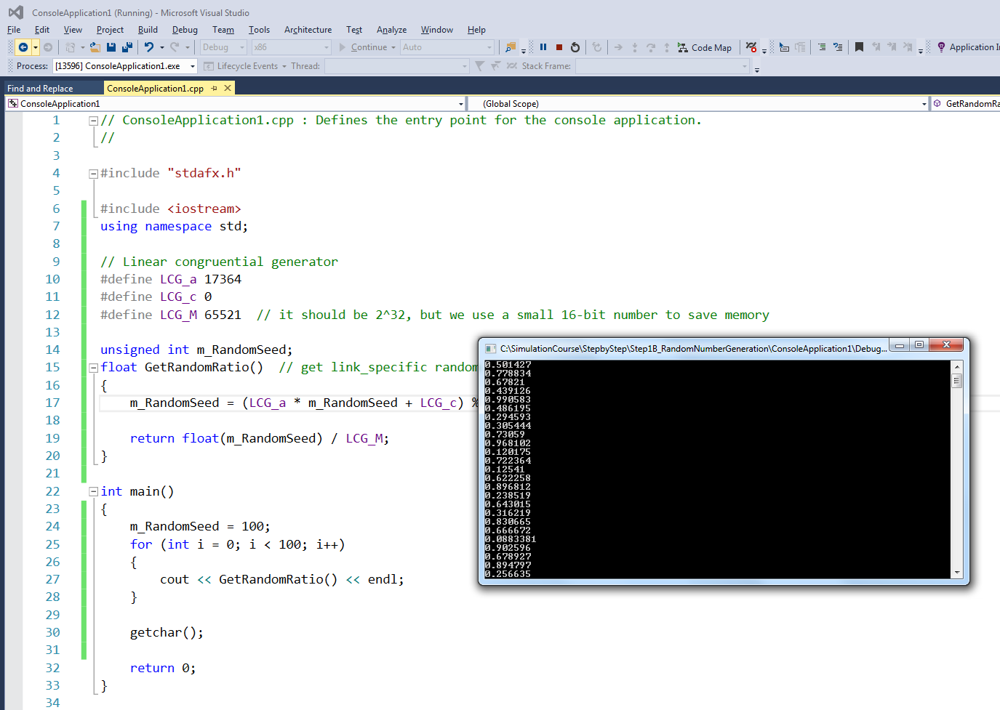 ConsoleApplication1 (Running) - Microsoft Visual Studio
File Edit View Project Build Debug Team Tools Architecture Test Analyze Window Help
Debug x86 Continue Auto Code Map Application In
Process: [13596] ConsoleApplication1.exe Lifecycle Events Thread: Stack Frame:
Find and Replace ConsoleApplication1.cpp
ConsoleApplication1 (Global Scope) GetRandomRa
1 // ConsoleApplication1.cpp : Defines the entry point for the console application.
2 //
3
4 #include "stdafx.h"
5
6 #include <iostream>
7 using namespace std;
8
9 // Linear congruential generator
10 #define LCG_a 17364
11 #define LCG_c 0
12 #define LCG_M 65521  // it should be 2^32, but we use a small 16-bit number to save memory
13
14 unsigned int m_RandomSeed;
15 float GetRandomRatio()  // get link_specific random
16 {
17 m_RandomSeed = (LCG_a * m_RandomSeed + LCG_c) %
18
19 return float(m_RandomSeed) / LCG_M;
20 }
21
22 int main()
23 {
24 m_RandomSeed = 100;
25 for (int i = 0; i < 100; i++)
26 {
27 cout << GetRandomRatio() << endl;
28 }
29
30 getchar();
31
32 return 0;
33 }
34
C:\SimulationCourse\StepbyStep\Step1B_RandomNumberGeneration\ConsoleApplication1\Debug...
0.501427
0.778834
0.67821
0.439126
0.990583
0.486195
0.294593
0.305444
0.73059
0.968102
0.120175
0.722364
0.12541
0.622258
0.896812
0.238519
0.643015
0.316219
0.830665
0.666672
0.0883381
0.902596
0.678927
0.894797
0.256635